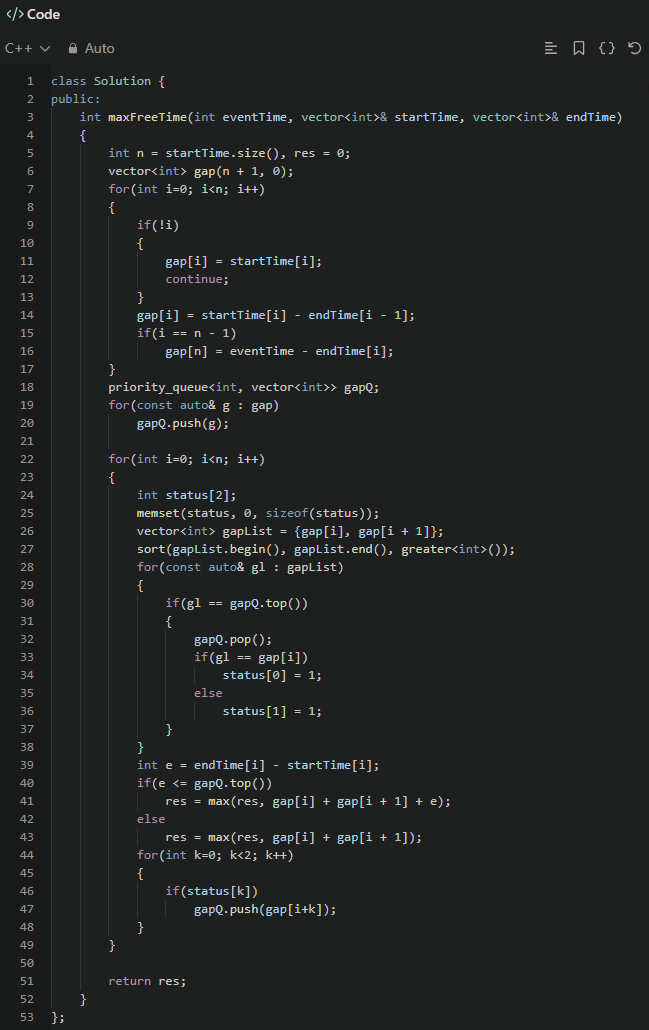 </> Code
C++ Auto
1 class Solution {
2 public:
3     int maxFreeTime(int eventTime, vector<int>& startTime, vector<int>& endTime)
4     {
5         int n = startTime.size(), res = 0;
6         vector<int> gap(n + 1, 0);
7         for(int i=0; i<n; i++)
8         {
9             if(!i)
10             {
11                 gap[i] = startTime[i];
12                 continue;
13             }
14             gap[i] = startTime[i] - endTime[i - 1];
15             if(i == n - 1)
16                 gap[n] = eventTime - endTime[i];
17         }
18         priority_queue<int, vector<int>> gapQ;
19         for(const auto& g : gap)
20             gapQ.push(g);
21
22         for(int i=0; i<n; i++)
23         {
24             int status[2];
25             memset(status, 0, sizeof(status));
26             vector<int> gapList = {gap[i], gap[i + 1]};
27             sort(gapList.begin(), gapList.end(), greater<int>());
28             for(const auto& gl : gapList)
29             {
30                 if(gl == gapQ.top())
31                 {
32                     gapQ.pop();
33                     if(gl == gap[i])
34                         status[0] = 1;
35                     else
36                         status[1] = 1;
37                 }
38             }
39             int e = endTime[i] - startTime[i];
40             if(e <= gapQ.top())
41                 res = max(res, gap[i] + gap[i + 1] + e);
42             else
43                 res = max(res, gap[i] + gap[i + 1]);
44             for(int k=0; k<2; k++)
45             {
46                 if(status[k])
47                     gapQ.push(gap[i+k]);
48             }
49         }
50
51         return res;
52     }
53 };